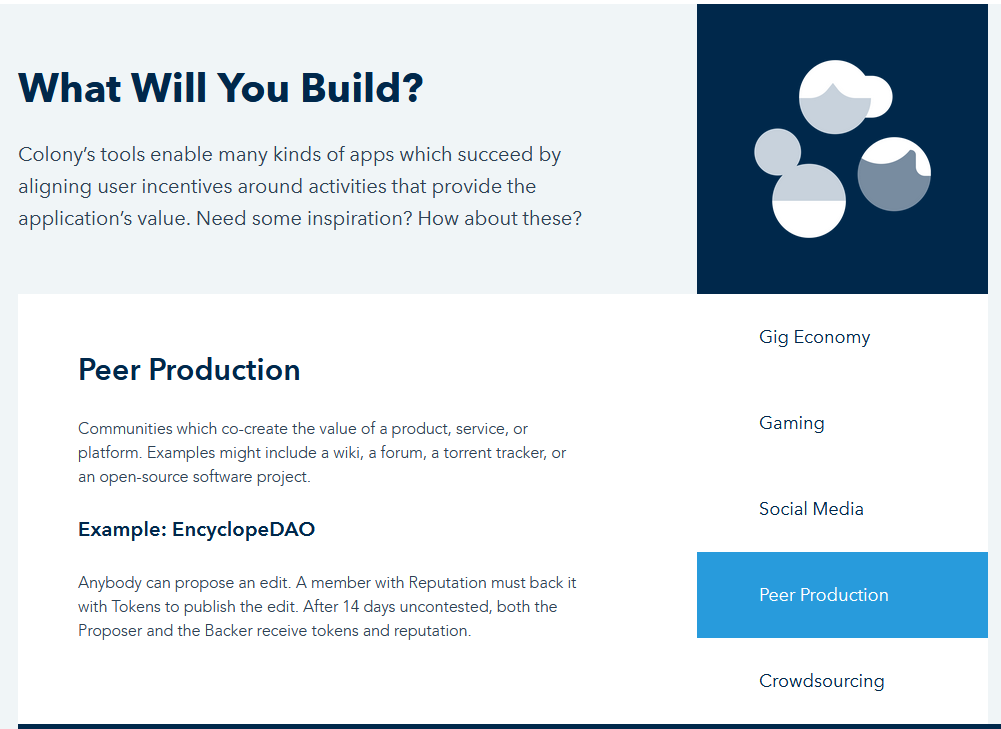 What Will You Build?
Colony’s tools enable many kinds of apps which succeed by
aligning user incentives around activities that provide the
application’s value. Need some inspiration? How about these?
Peer Production
Communities which co-create the value of a product, service, or
platform. Examples might include a wiki, a forum, a torrent tracker, or
an open-source software project.
Example: EncyclopeDAO
Anybody can propose an edit. A member with Reputation must back it
with Tokens to publish the edit. After 14 days uncontested, both the
Proposer and the Backer receive tokens and reputation.
Gig Economy
Gaming
Social Media
Peer Production
Crowdsourcing